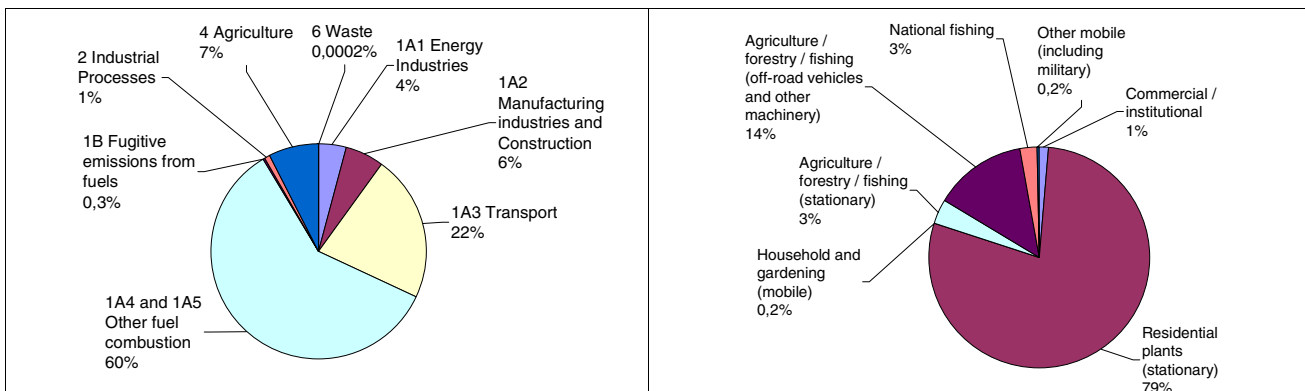 4 Agriculture
7%
6 Waste
0,0002%
1A1 Energy
Industries
4%
1A2
Manufacturing
industries and
Construction
6%
1A3 Transport
22%
1A4 and 1A5
Other fuel
combustion
60%
1B Fugitive
emissions from
fuels
0,3%
2 Industrial
Processes
1%
National fishing
3%
Other mobile
(including
military)
0,2%
Commercial /
institutional
1%
Residential
plants
(stationary)
79%
Household and
gardening
(mobile)
0,2%
Agriculture /
forestry / fishing
(stationary)
3%
Agriculture /
forestry / fishing
(off-road vehicles
and other
machinery)
14%